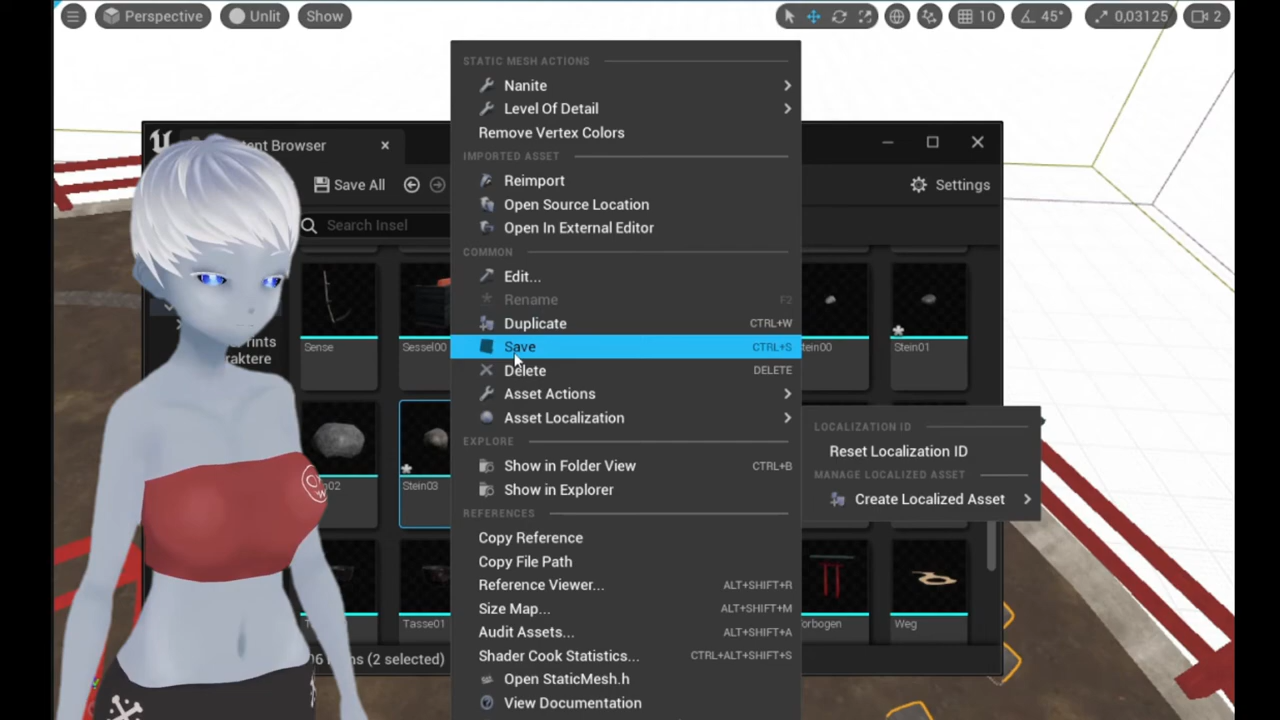 Perspective
Unlit
Show
10
45°
0,03125
2
STATIC MESH ACTIONS
Nanite
Level Of Detail
Remove Vertex Colors
IMPORTED ASSET
Reimport
Open Source Location
Open In External Editor
COMMON
Edit...
Rename F2
Duplicate CTRL+W
Save CTRL+S
Delete DELETE
Asset Actions
Asset Localization
EXPLORE
Show in Folder View CTRL+B
Show in Explorer
REFERENCES
Copy Reference
Copy File Path
Reference Viewer... ALT+SHIFT+R
Size Map... ALT+SHIFT+M
Audit Assets... ALT+SHIFT+A
Shader Cook Statistics... CTRL+ALT+SHIFT+S
Open StaticMesh.h
View Documentation
LOCALIZATION ID
Reset Localization ID
MANAGE LOCALIZED ASSET
Create Localized Asset
Browser
Save All
Settings
Search Insel
Sense
Sessel00
Stein01
Stein03
Tasse01
Weg
(2 selected)